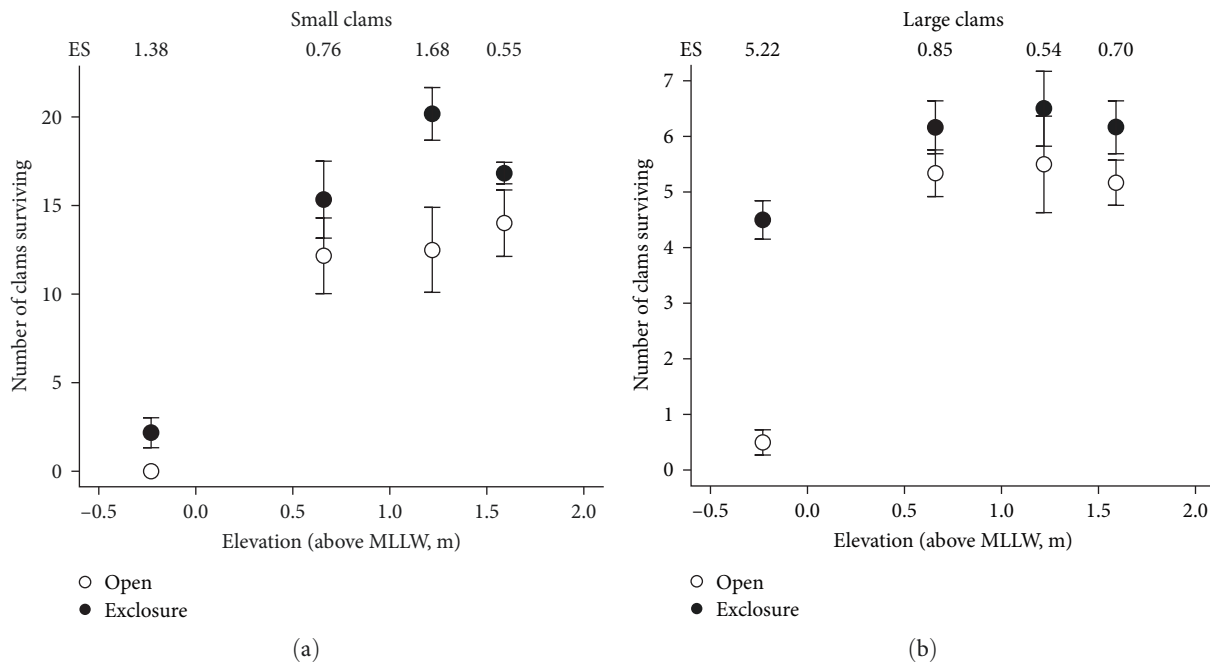 Small clams
ES 1.38 0.76 1.68 0.55
20
15
10
5
0
Number of clams surviving
−0.5 0.0 0.5 1.0 1.5 2.0
Elevation (above MLLW, m)
Open
Exclosure
(a)
Large clams
ES 5.22 0.85 0.54 0.70
7
6
5
4
3
2
1
0
Number of clams surviving
−0.5 0.0 0.5 1.0 1.5 2.0
Elevation (above MLLW, m)
Open
Exclosure
(b)